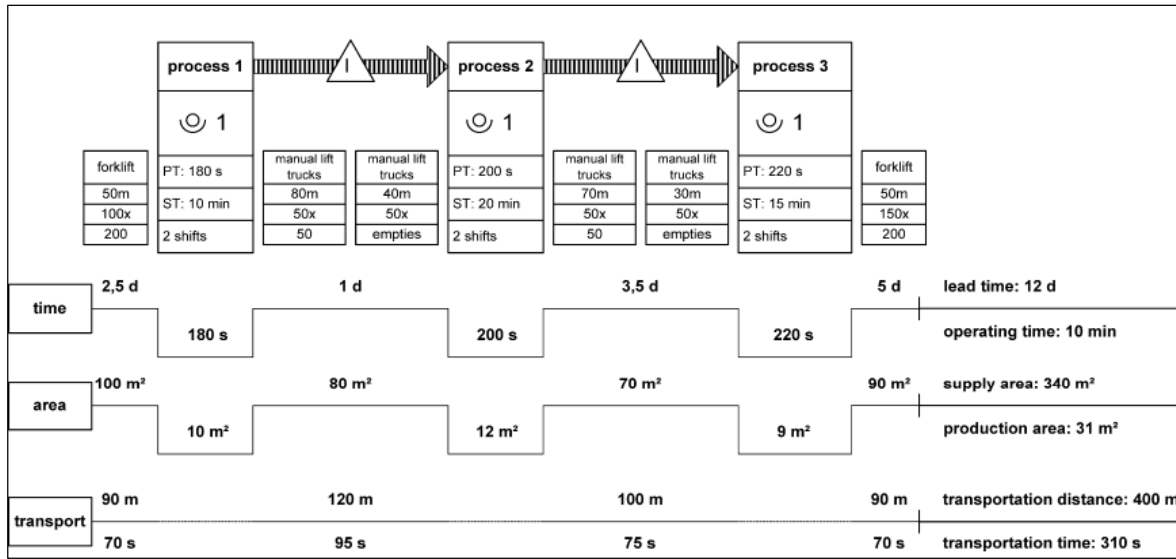 process 1
process 2
process 3
I
I
1
1
1
forklift
50m
100x
200
PT: 180 s
ST: 10 min
2 shifts
manual lift
trucks
80m
50x
50
manual lift
trucks
40m
50x
empties
PT: 200 s
ST: 20 min
2 shifts
manual lift
trucks
70m
50x
50
manual lift
trucks
30m
50x
empties
PT: 220 s
ST: 15 min
2 shifts
forklift
50m
150x
200
time
2,5 d
1 d
3,5 d
5 d
lead time: 12 d
180 s
200 s
220 s
operating time: 10 min
area
100 m²
80 m²
70 m²
90 m²
supply area: 340 m²
10 m²
12 m²
9 m²
production area: 31 m²
transport
90 m
120 m
100 m
90 m
transportation distance: 400 m
70 s
95 s
75 s
70 s
transportation time: 310 s